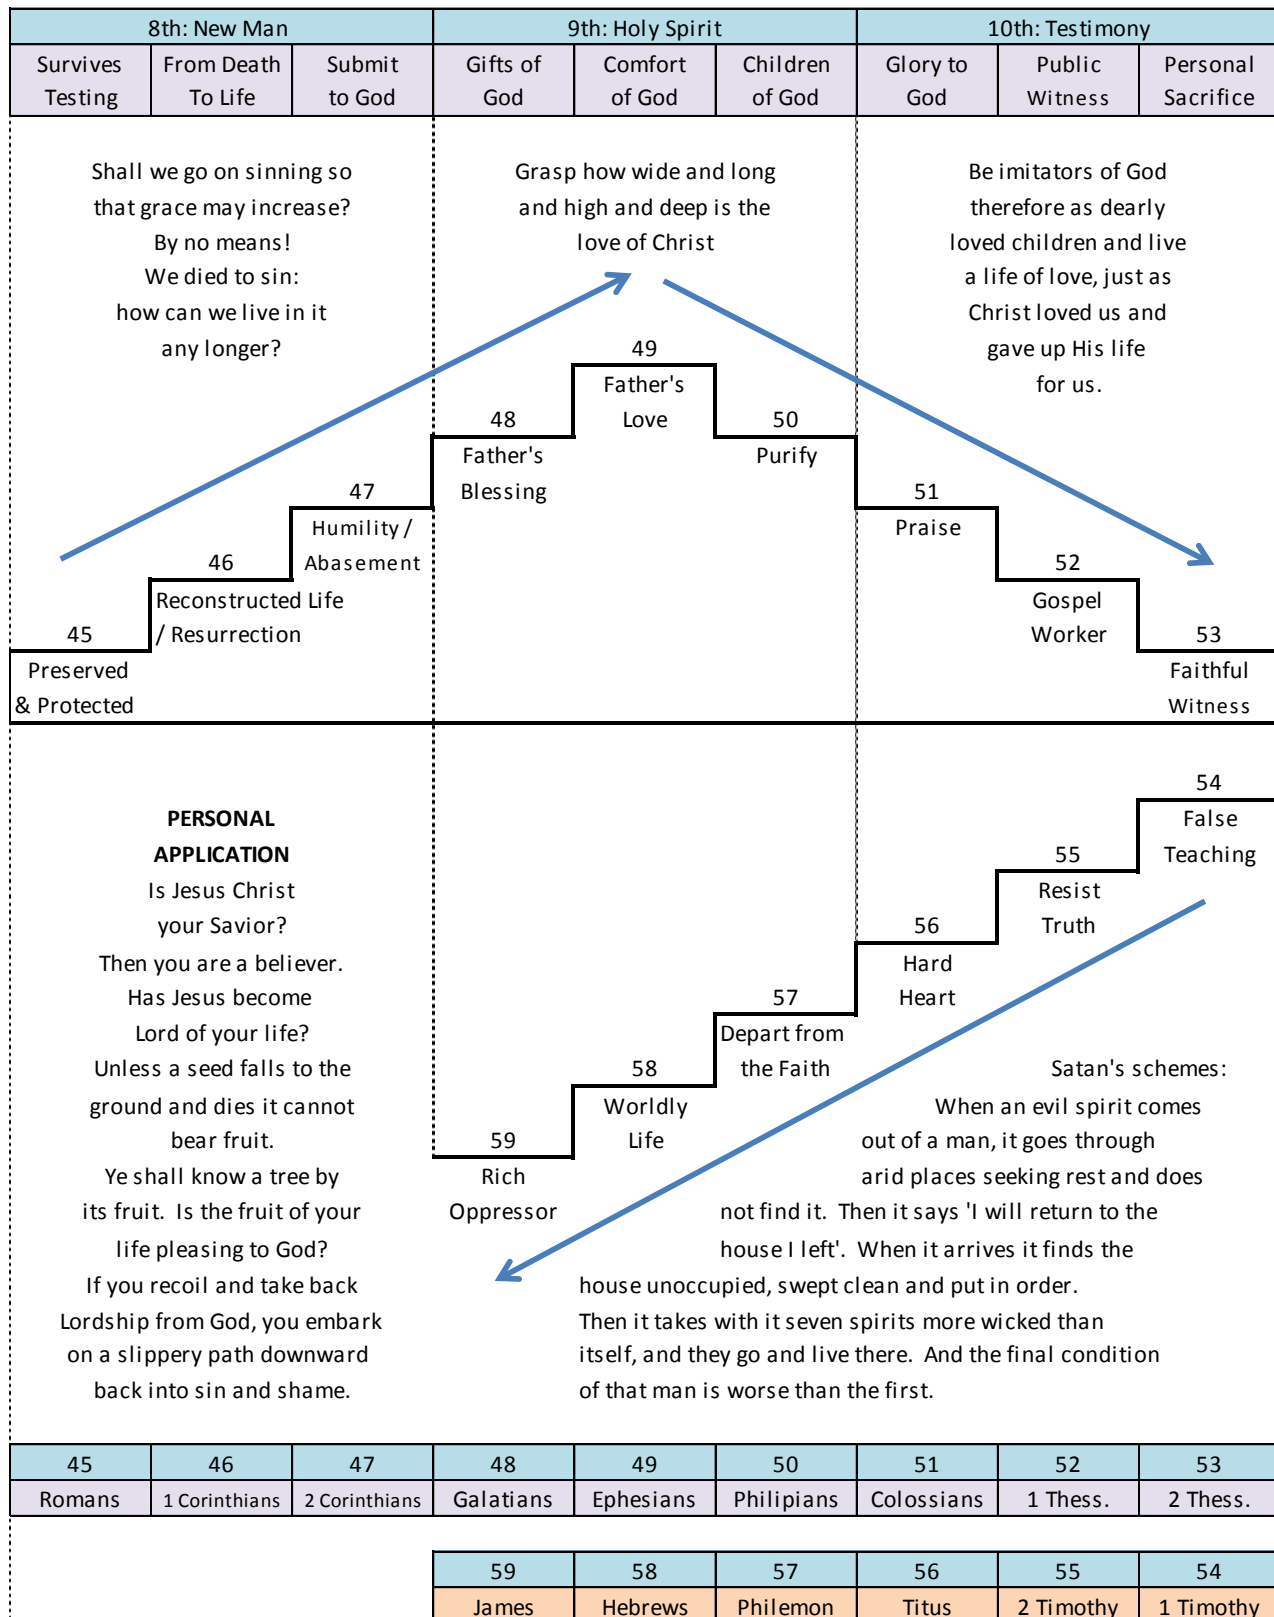 8th: New Man 9th: Holy Spirit 10th: Testimony
Survives Testing From Death To Life Submit to God Gifts of God Comfort of God Children of God Glory to God Public Witness Personal Sacrifice
Shall we go on sinning so
that grace may increase?
By no means!
We died to sin:
how can we live in it
any longer?
Grasp how wide and long
and high and deep is the
love of Christ
Be imitators of God
therefore as dearly
loved children and live
a life of love, just as
Christ loved us and
gave up His life
for us.
45
Preserved
& Protected
46
Reconstructed Life
/ Resurrection
47
Humility /
Abasement
48
Father's
Blessing
49
Father's
Love
50
Purify
51
Praise
52
Gospel
Worker
53
Faithful
Witness
PERSONAL
APPLICATION
Is Jesus Christ
your Savior?
Then you are a believer.
Has Jesus become
Lord of your life?
Unless a seed falls to the
ground and dies it cannot
bear fruit.
Ye shall know a tree by
its fruit. Is the fruit of your
life pleasing to God?
If you recoil and take back
Lordship from God, you embark
on a slippery path downward
back into sin and shame.
54
False
Teaching
55
Resist
Truth
56
Hard
Heart
57
Depart from
the Faith
58
Worldly
Life
59
Rich
Oppressor
Satan's schemes:
When an evil spirit comes
out of a man, it goes through
arid places seeking rest and does
not find it. Then it says 'I will return to the
house I left'. When it arrives it finds the
house unoccupied, swept clean and put in order.
Then it takes with it seven spirits more wicked than
itself, and they go and live there. And the final condition
of that man is worse than the first.
45 46 47 48 49 50 51 52 53
Romans 1 Corinthians 2 Corinthians Galatians Ephesians Philipians Colossians 1 Thess. 2 Thess.
59 58 57 56 55 54
James Hebrews Philemon Titus 2 Timothy 1 Timothy